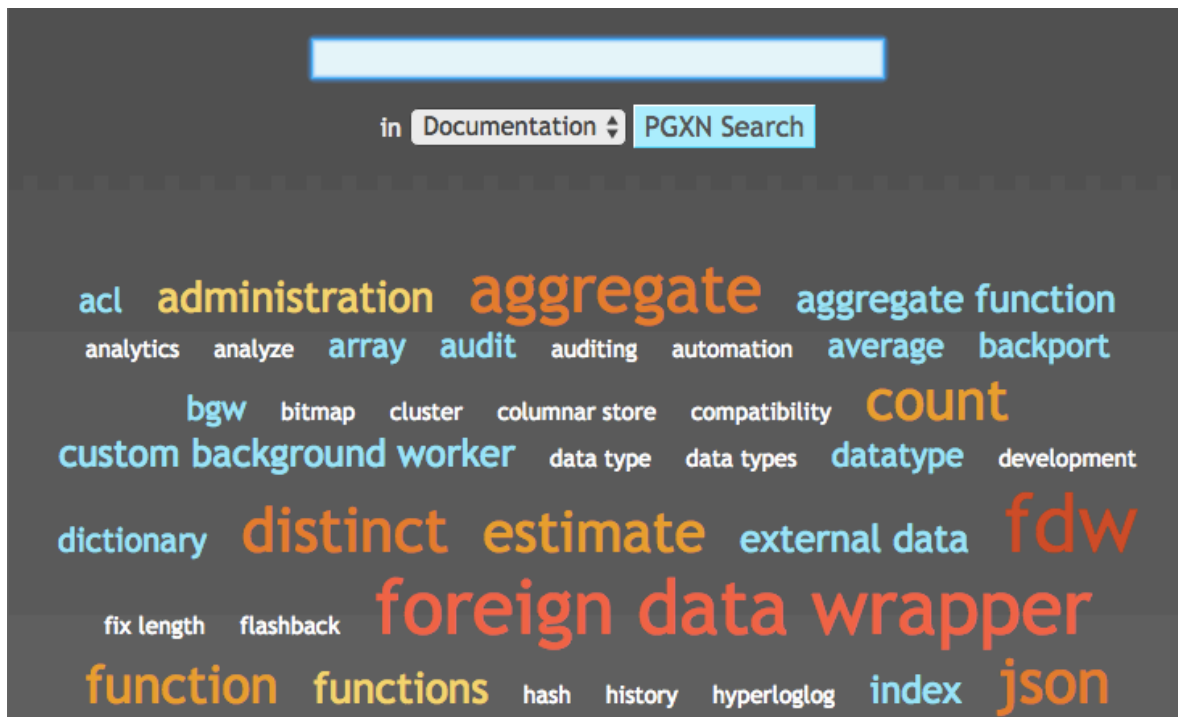 in Documentation PGXN Search
acl administration aggregate aggregate function
analytics analyze array audit auditing automation average backport
bgw bitmap cluster columnar store compatibility count
custom background worker data type data types datatype development
dictionary distinct estimate external data fdw
fix length flashback foreign data wrapper
function functions hash history hyperloglog index json